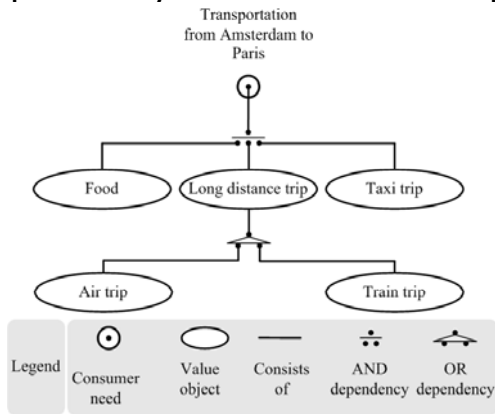 Transportation
from Amsterdam to
Paris
Food
Long distance trip
Taxi trip
Air trip
Train trip
Legend
Consumer
need
Value
object
Consists
of
AND
dependency
OR
dependency